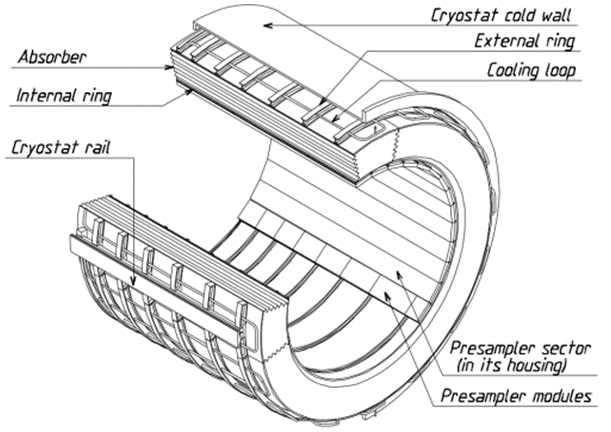 Cryostat cold wall
External ring
Cooling loop
Absorber
Internal ring
Cryostat rail
Presampler sector
(in its housing)
Presampler modules